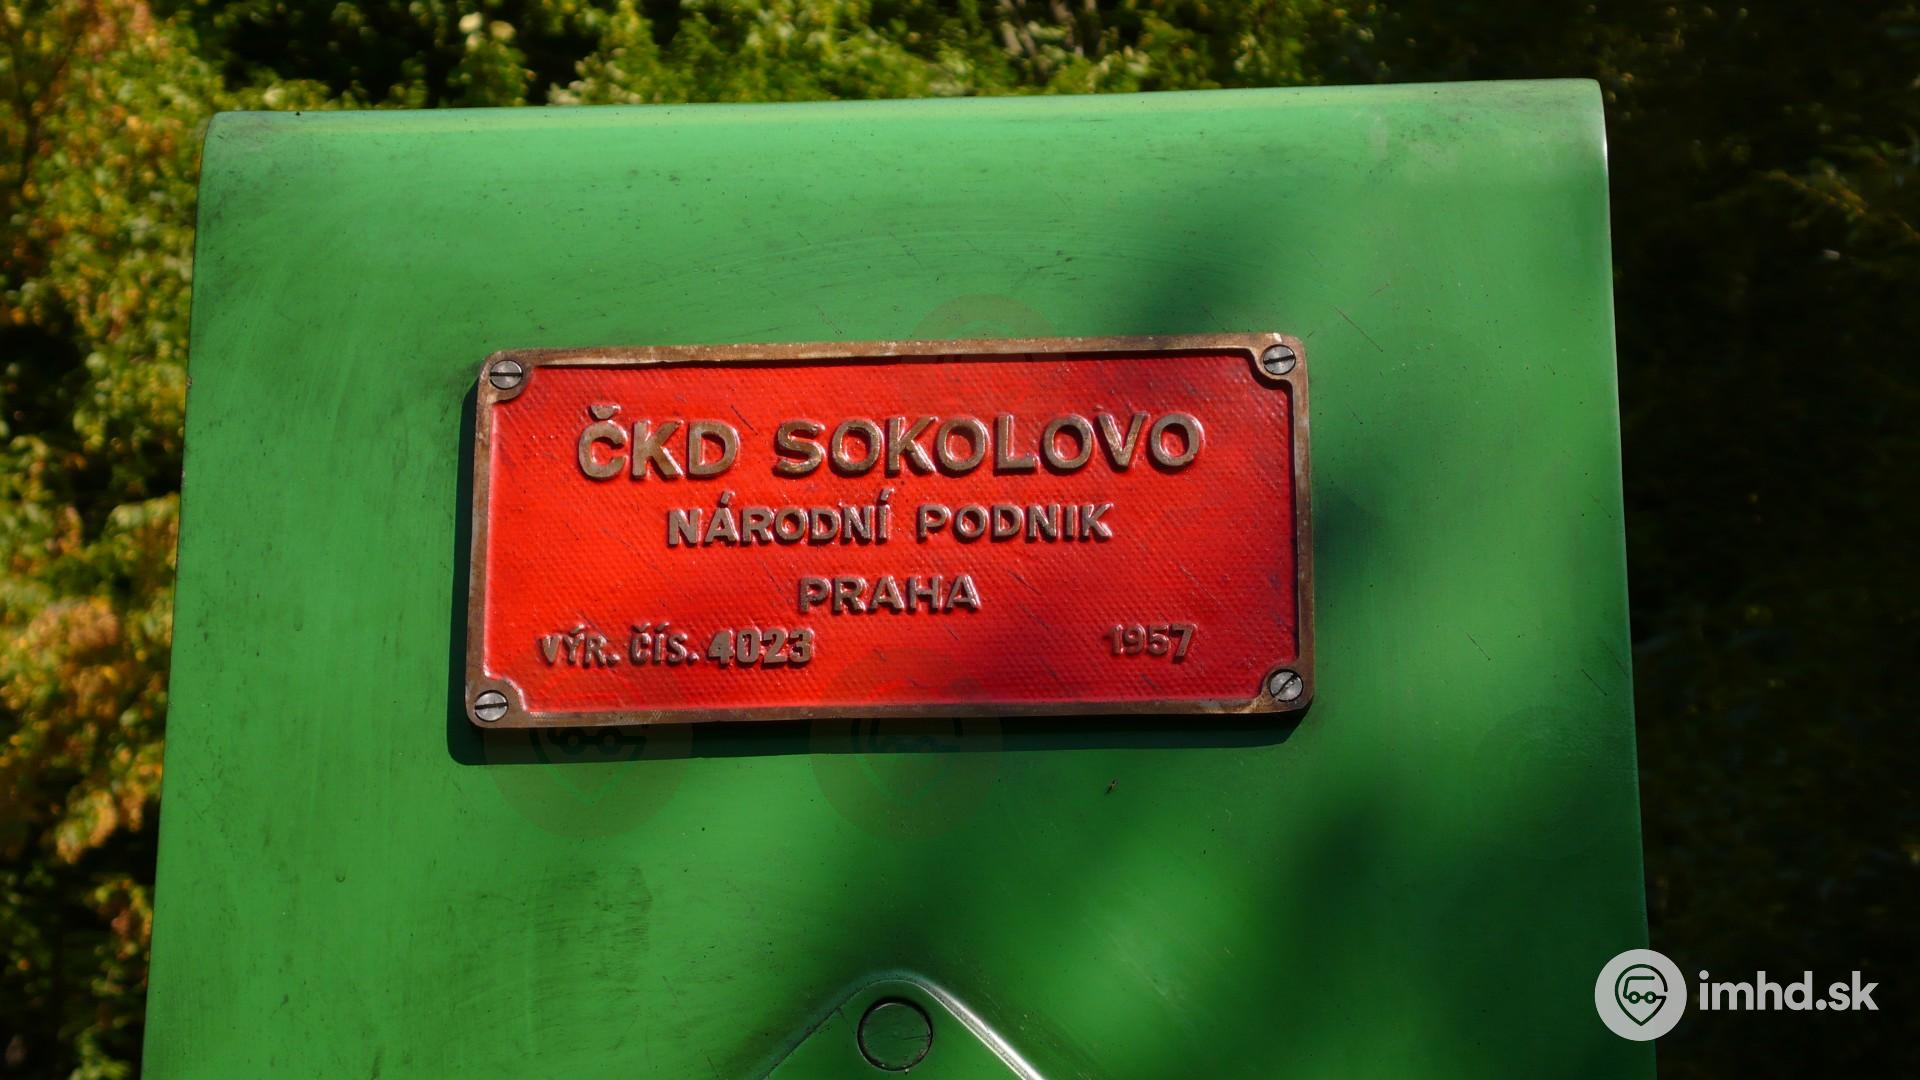 ČKD SOKOLOVO
NÁRODNÍ PODNIK
PRAHA
VÝR. ČÍS. 4023 1957
imhd.sk